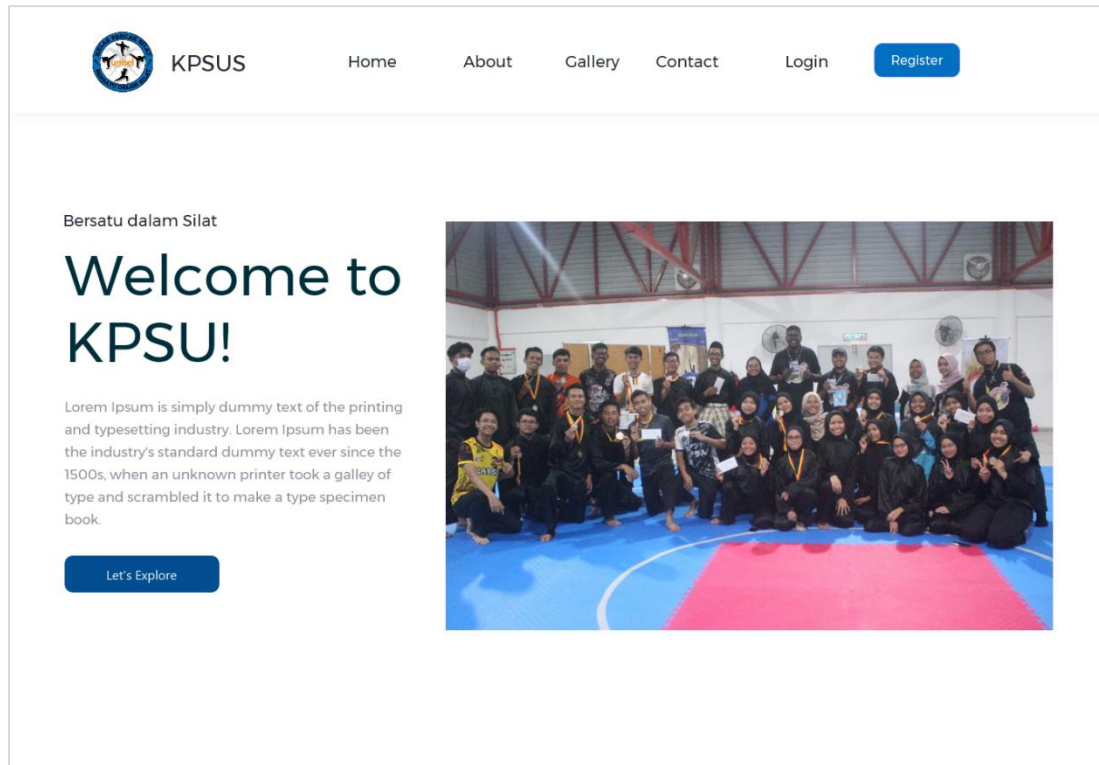 KPSUS
Home
About
Gallery
Contact
Login
Register
Bersatu dalam Silat
Welcome to
KPSU!
Lorem Ipsum is simply dummy text of the printing
and typesetting industry. Lorem Ipsum has been
the industry's standard dummy text ever since the
1500s, when an unknown printer took a galley of
type and scrambled it to make a type specimen
book.
Let's Explore